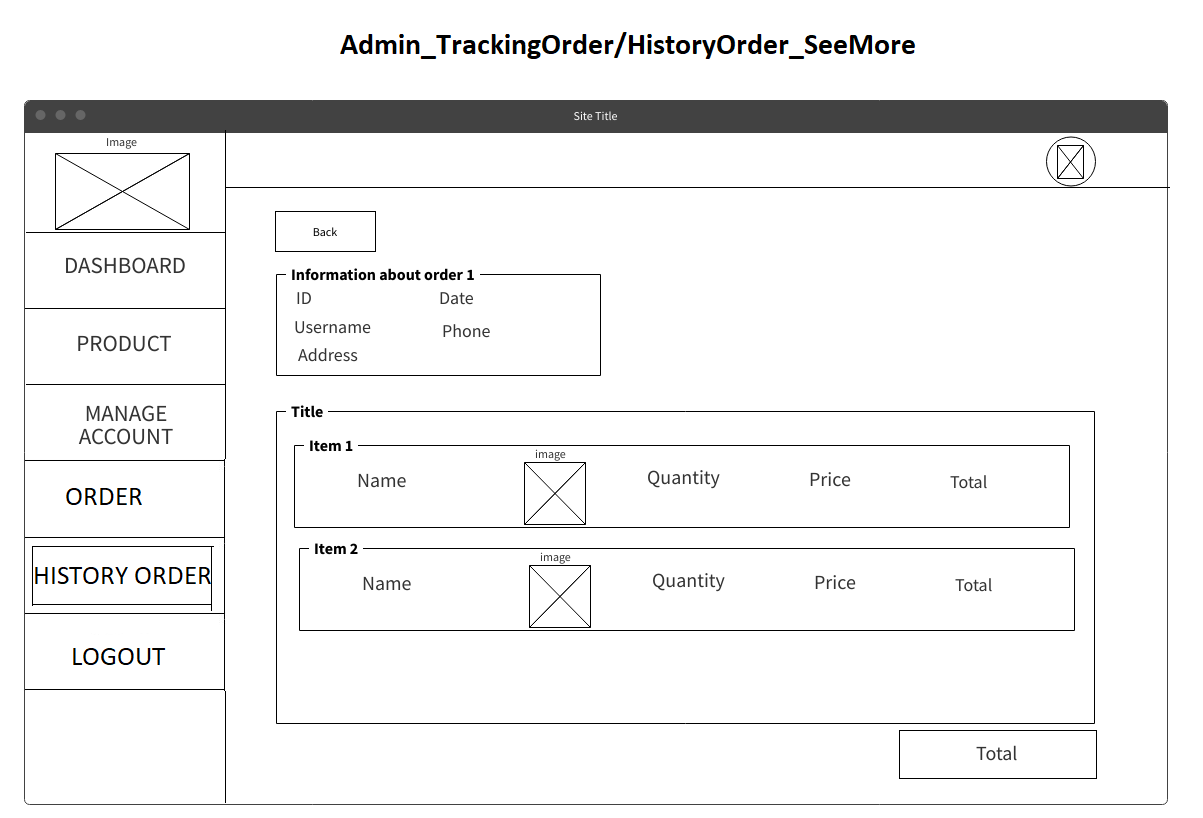 Admin_TrackingOrder/HistoryOrder_SeeMore
Site Title
Image
DASHBOARD
PRODUCT
MANAGE
ACCOUNT
ORDER
HISTORY ORDER
LOGOUT
Back
Information about order 1
ID Date
Username Phone
Address
Title
Item 1
image
Name Quantity Price Total
Item 2
image
Name Quantity Price Total
Total